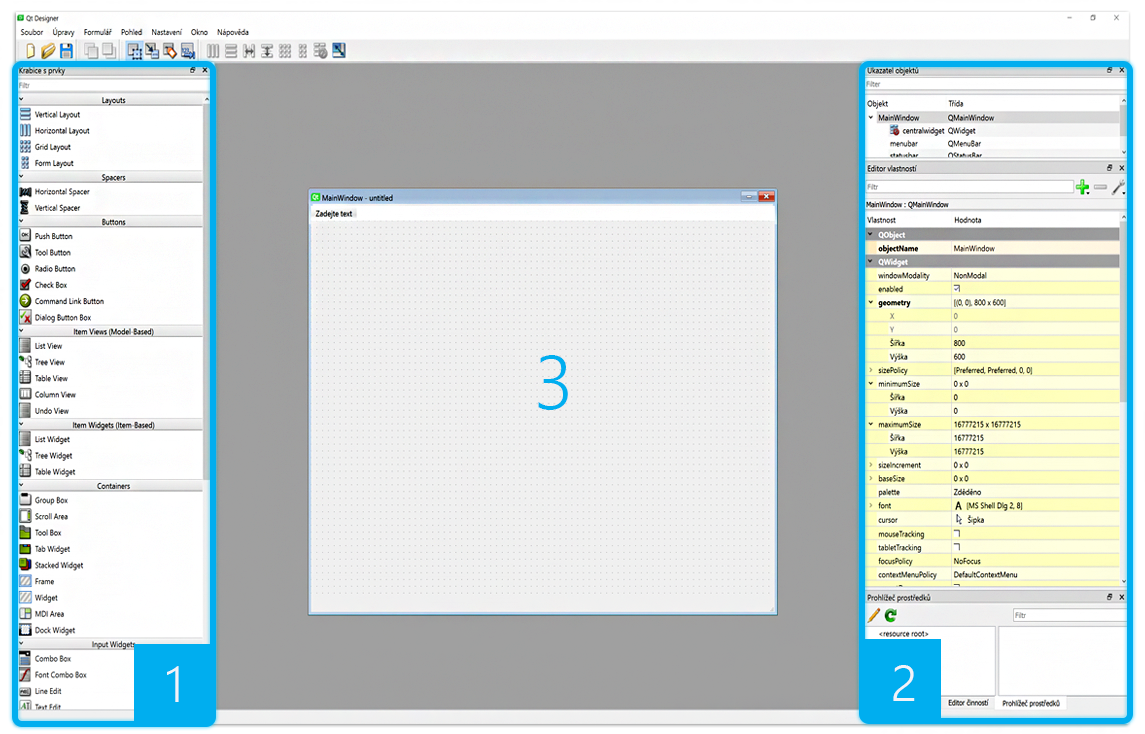 Qt Designer
Soubor Úpravy Formulář Pohled Nastavení Okno Nápověda
Krabice s prvky
Filtr
Layouts
Vertical Layout
Horizontal Layout
Grid Layout
Form Layout
Spacers
Horizontal Spacer
Vertical Spacer
Buttons
Push Button
Tool Button
Radio Button
Check Box
Command Link Button
Dialog Button Box
Item Views (Model-Based)
List View
Tree View
Table View
Column View
Undo View
Item Widgets (Item-Based)
List Widget
Tree Widget
Table Widget
Containers
Group Box
Scroll Area
Tool Box
Tab Widget
Stacked Widget
Frame
Widget
MDI Area
Dock Widget
Input Widgets
Combo Box
Font Combo Box
Line Edit
Text Edit
1
MainWindow - untitled
Zadejte text
3
Ukazatel objektů
Filter
Objekt Třída
MainWindow QMainWindow
centralwidget QWidget
menubar QMenuBar
statusbar QStatusBar
Editor vlastností
Filtr
MainWindow : QMainWindow
Vlastnost Hodnota
QObject
objectName MainWindow
QWidget
windowModality NonModal
enabled
geometry [(0, 0), 800 x 600]
X 0
Y 0
Šířka 800
Výška 600
sizePolicy [Preferred, Preferred, 0, 0]
minimumSize 0 x 0
Šířka 0
Výška 0
maximumSize 16777215 x 16777215
Šířka 16777215
Výška 16777215
sizeIncrement 0 x 0
baseSize 0 x 0
palette Zděděno
font A [MS Shell Dlg 2, 8]
cursor Šipka
mouseTracking
tabletTracking
focusPolicy NoFocus
contextMenuPolicy DefaultContextMenu
Prohlížeč prostředků
Filtr
<resource root>
2
Editor činností Prohlížeč prostředků